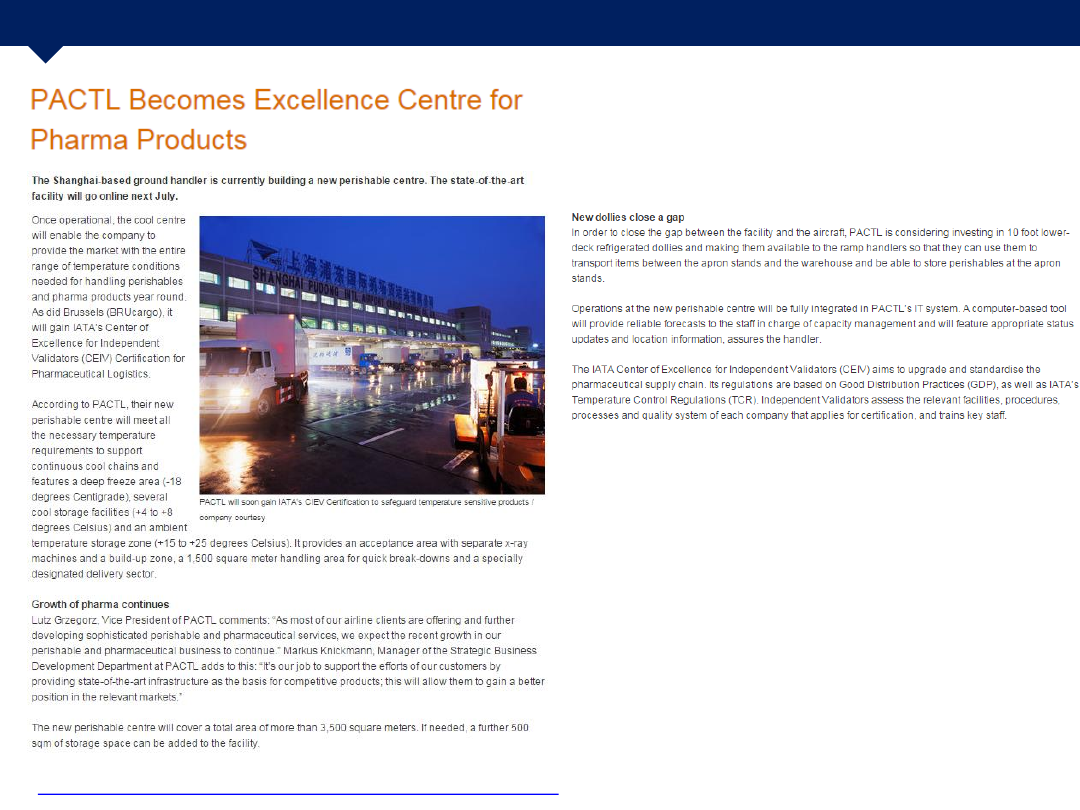 PACTL Becomes Excellence Centre for
Pharma Products
The Shanghai-based ground handler is currently building a new perishable centre. The state-of-the-art
facility will go online next July.
Once operational, the cool centre
will enable the company to
provide the market with the entire
range of temperature conditions
needed for handling perishables
and pharma products year round.
As did Brussels (BRUcargo), it
will gain IATA's Center of
Excellence for Independent
Validators (CEIV) Certification for
Pharmaceutical Logistics.
According to PACTL, their new
perishable centre will meet all
the necessary temperature
requirements to support
continuous cool chains and
features a deep freeze area (-18
degrees Centigrade), several
cool storage facilities (+4 to +8
degrees Celsius) and an ambient
temperature storage zone (+15 to +25 degrees Celsius). It provides an acceptance area with separate x-ray
machines and a build-up zone, a 1,500 square meter handling area for quick break-downs and a specially
designated delivery sector.
上海浦东国际机场
SHANGHAI PUDONG INT'L AIRPORT CARGO TERMINAL
PACTL will soon gain IATA's CIEV Certification to safeguard temperature sensitive products /
company courtesy
Growth of pharma continues
Lutz Grzegorz, Vice President of PACTL comments: "As most of our airline clients are offering and further
developing sophisticated perishable and pharmaceutical services, we expect the recent growth in our
perishable and pharmaceutical business to continue." Markus Knickmann, Manager of the Strategic Business
Development Department at PACTL adds to this: "It's our job to support the efforts of our customers by
providing state-of-the-art infrastructure as the basis for competitive products; this will allow them to gain a better
position in the relevant markets."
The new perishable centre will cover a total area of more than 3,500 square meters. If needed, a further 500
sqm of storage space can be added to the facility.
New dollies close a gap
In order to close the gap between the facility and the aircraft, PACTL is considering investing in 10 foot lower-
deck refrigerated dollies and making them available to the ramp handlers so that they can use them to
transport items between the apron stands and the warehouse and be able to store perishables at the apron
stands.
Operations at the new perishable centre will be fully integrated in PACTL's IT system. A computer-based tool
will provide reliable forecasts to the staff in charge of capacity management and will feature appropriate status
updates and location information, assures the handler.
The IATA Center of Excellence for Independent Validators (CEIV) aims to upgrade and standardise the
pharmaceutical supply chain. Its regulations are based on Good Distribution Practices (GDP), as well as IATA's
Temperature Control Regulations (TCR). Independent Validators assess the relevant facilities, procedures,
processes and quality system of each company that applies for certification, and trains key staff.